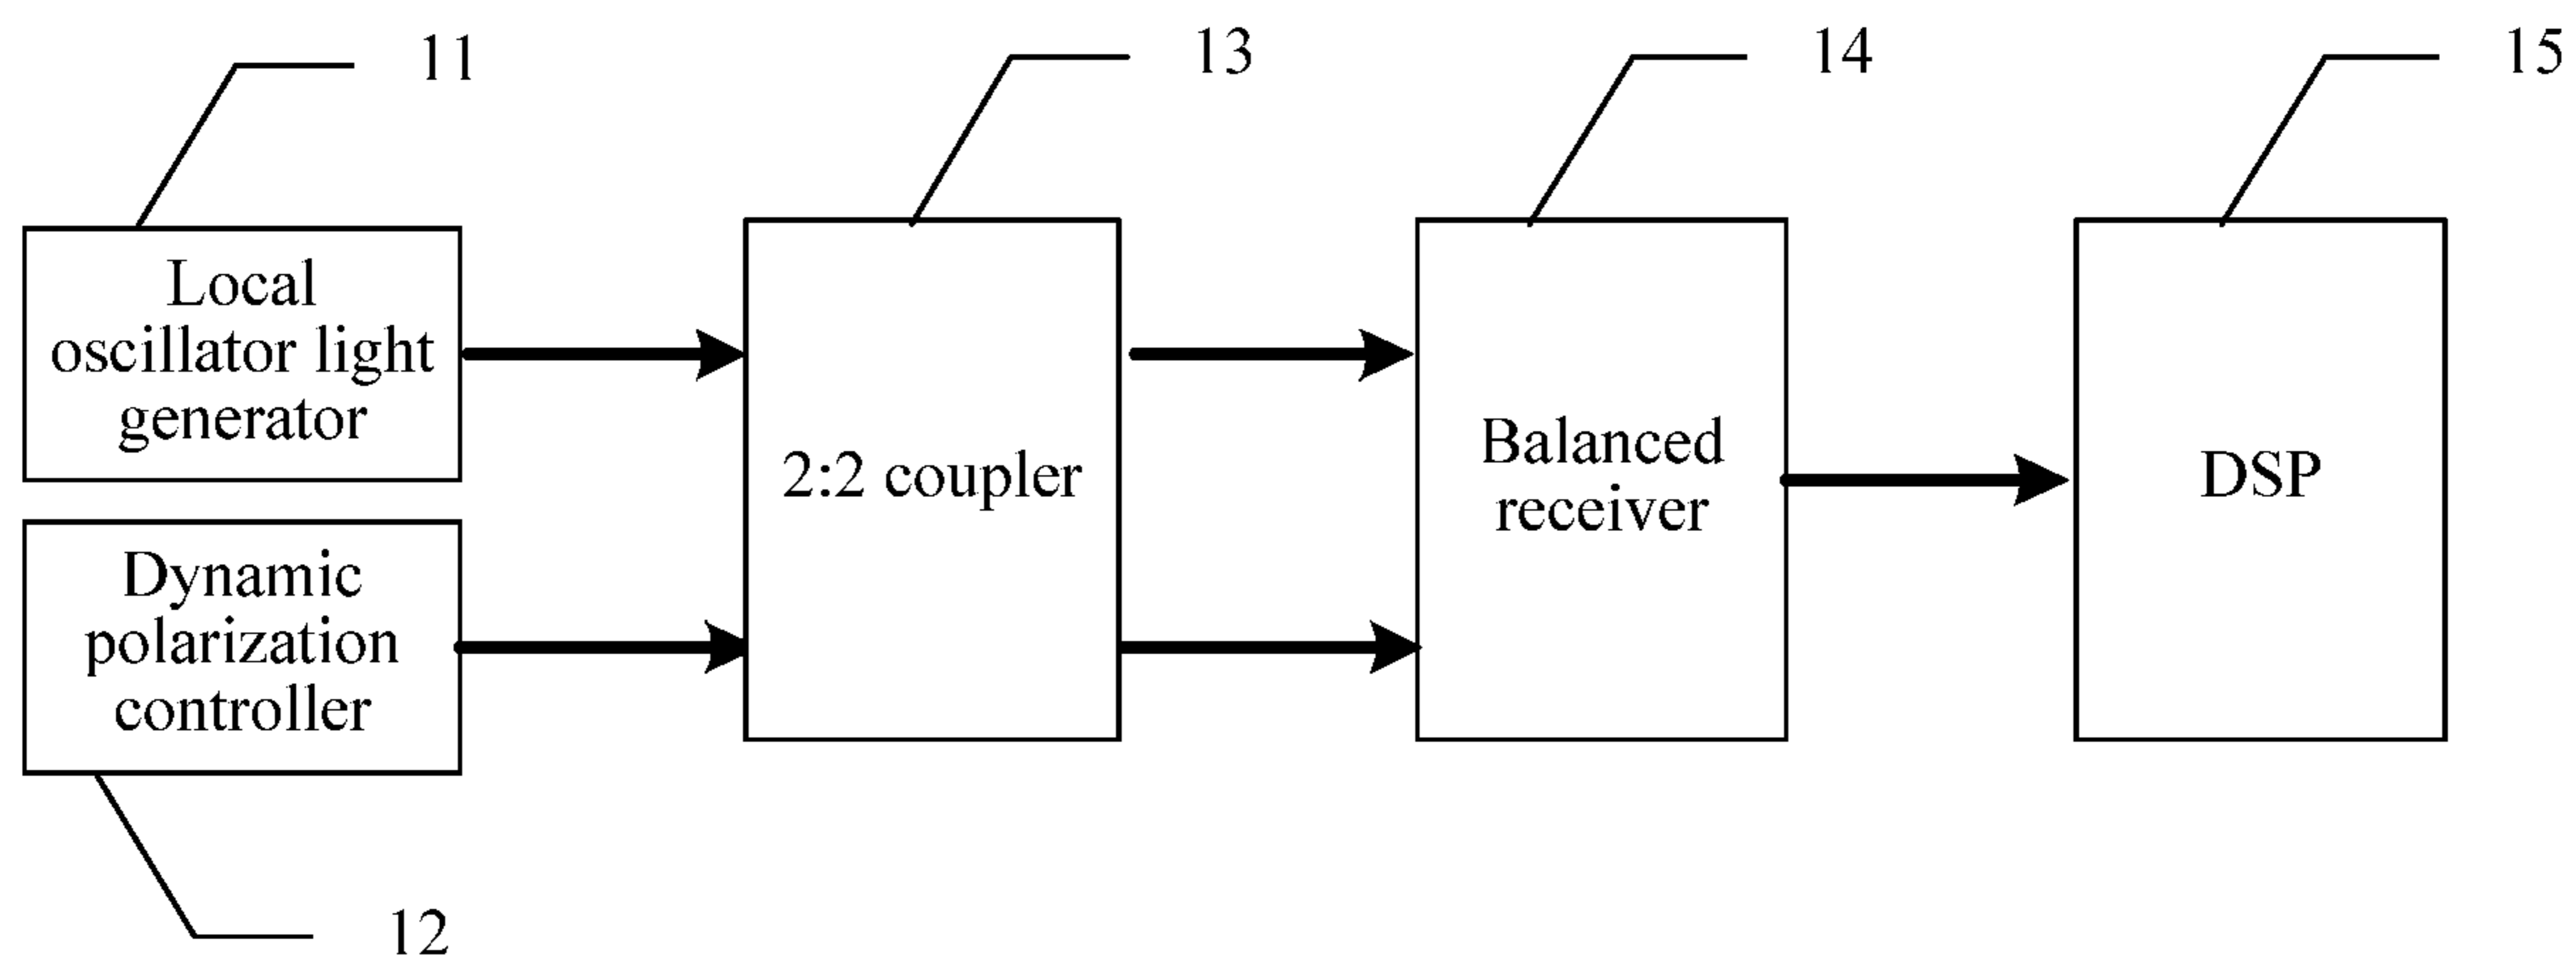 11
13
14
15
Local
oscillator light
generator
2:2 coupler
Balanced
receiver
DSP
Dynamic
polarization
controller
12